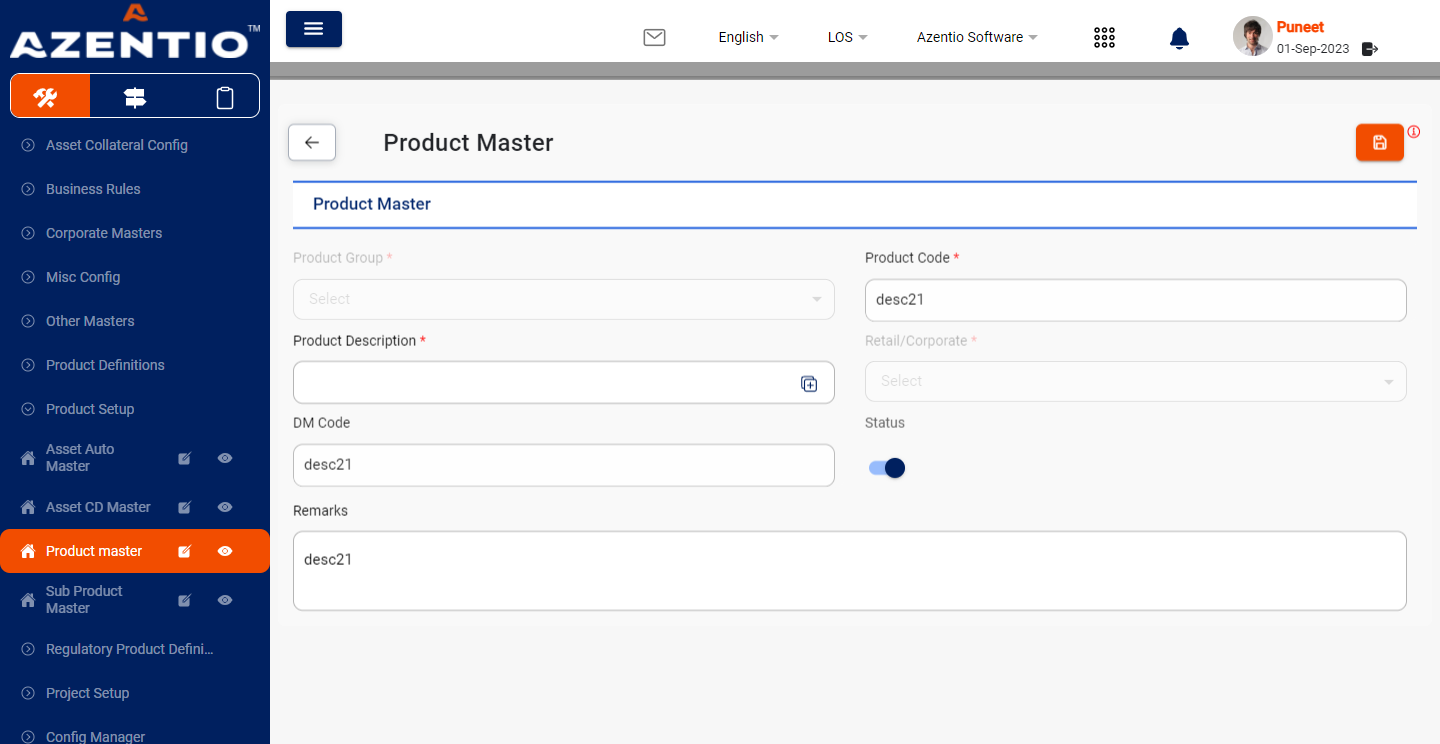 AZENTIO™
English
LOS
Azentio Software
Puneet
01-Sep-2023
Asset Collateral Config
Business Rules
Corporate Masters
Misc Config
Other Masters
Product Definitions
Product Setup
Asset Auto
Master
Asset CD Master
Product master
Sub Product
Master
Regulatory Product Defini...
Project Setup
Config Manager
Product Master
Product Master
Product Group *
Select
Product Code *
desc21
Product Description *
Retail/Corporate *
Select
DM Code
desc21
Status
Remarks
desc21